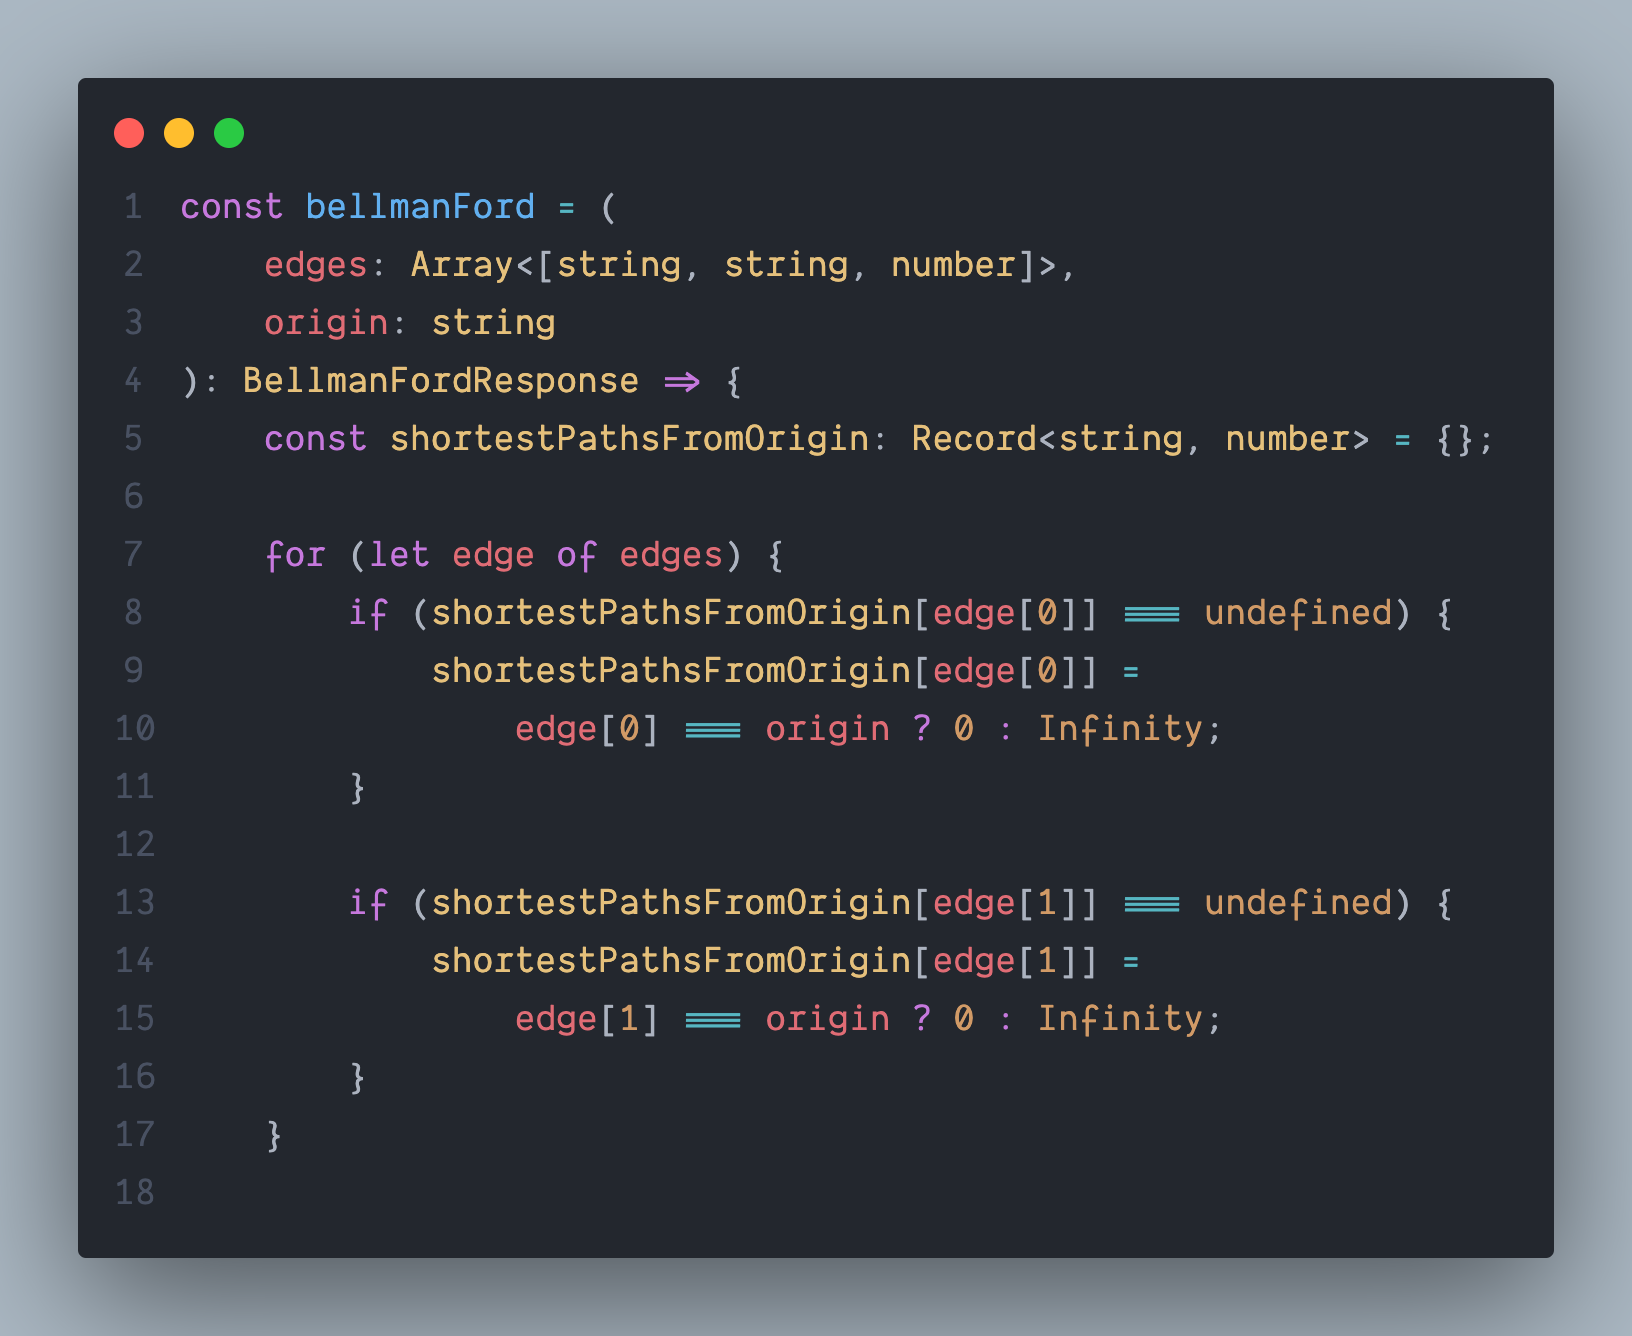 1 const bellmanFord = (
2     edges: Array<[string, string, number]>,
3     origin: string
4 ): BellmanFordResponse => {
5     const shortestPathsFromOrigin: Record<string, number> = {};
6
7     for (let edge of edges) {
8         if (shortestPathsFromOrigin[edge[0]] === undefined) {
9             shortestPathsFromOrigin[edge[0]] =
10                 edge[0] === origin ? 0 : Infinity;
11         }
12
13         if (shortestPathsFromOrigin[edge[1]] === undefined) {
14             shortestPathsFromOrigin[edge[1]] =
15                 edge[1] === origin ? 0 : Infinity;
16         }
17     }
18